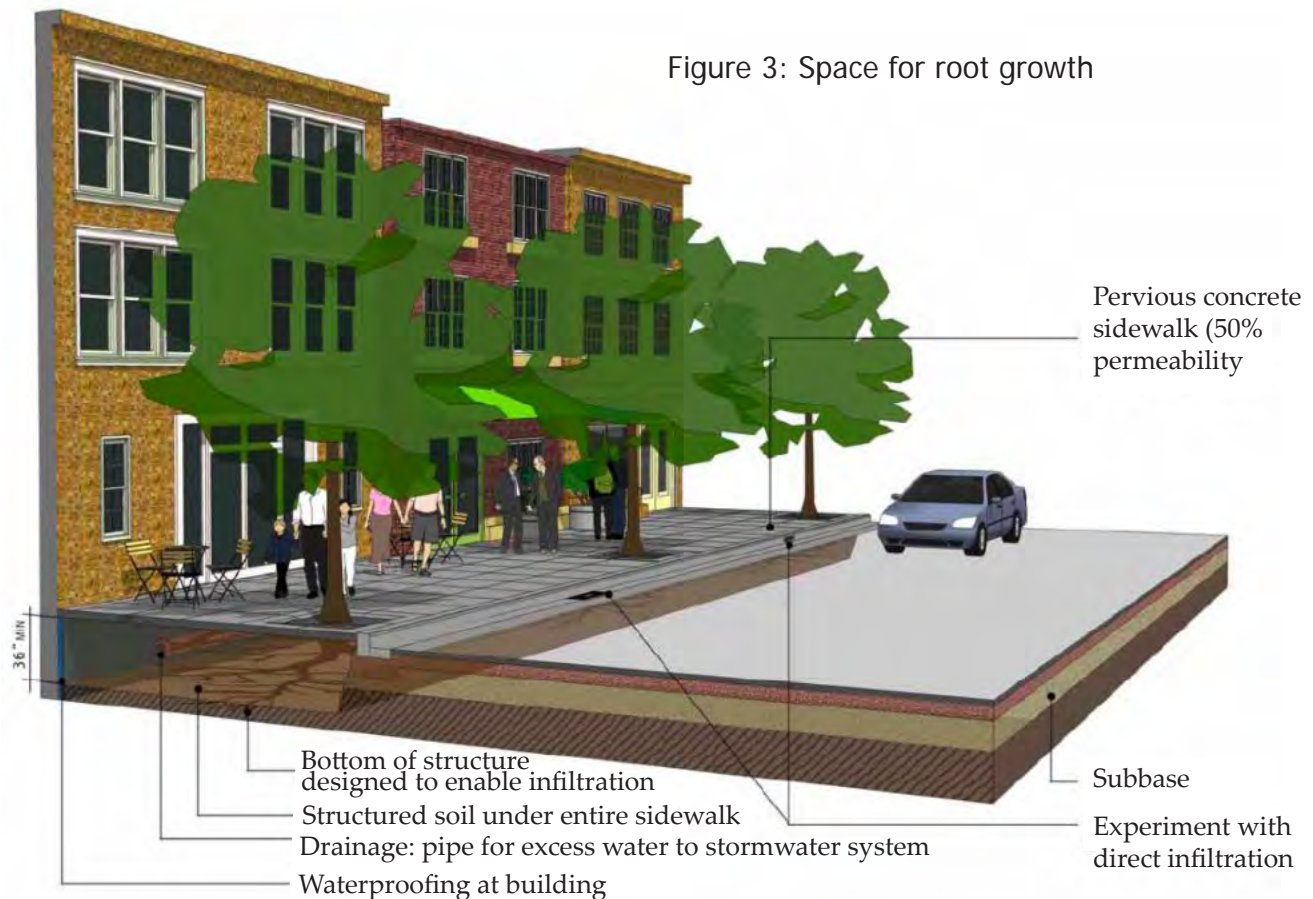 Figure 3: Space for root growth
Pervious concrete
sidewalk (50%
permeability
36" MIN
Bottom of structure
designed to enable infiltration
Structured soil under entire sidewalk
Drainage: pipe for excess water to stormwater system
Waterproofing at building
Subbase
Experiment with
direct infiltration